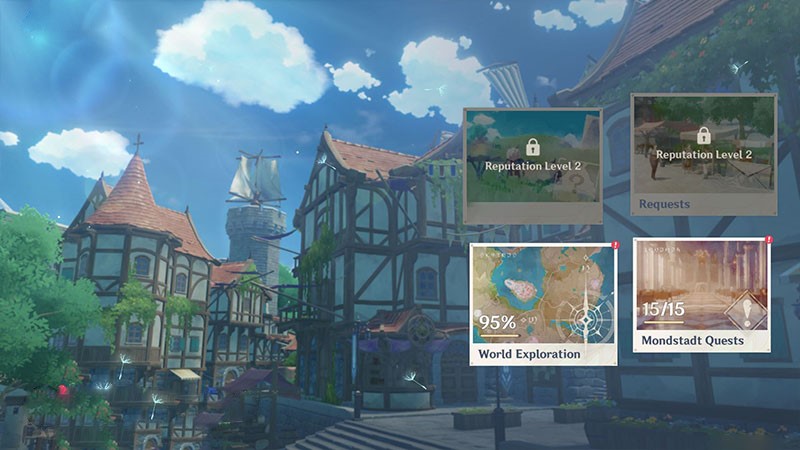 Reputation Level 2
Reputation Level 2
Requests
95%
World Exploration
15/15
Mondstadt Quests